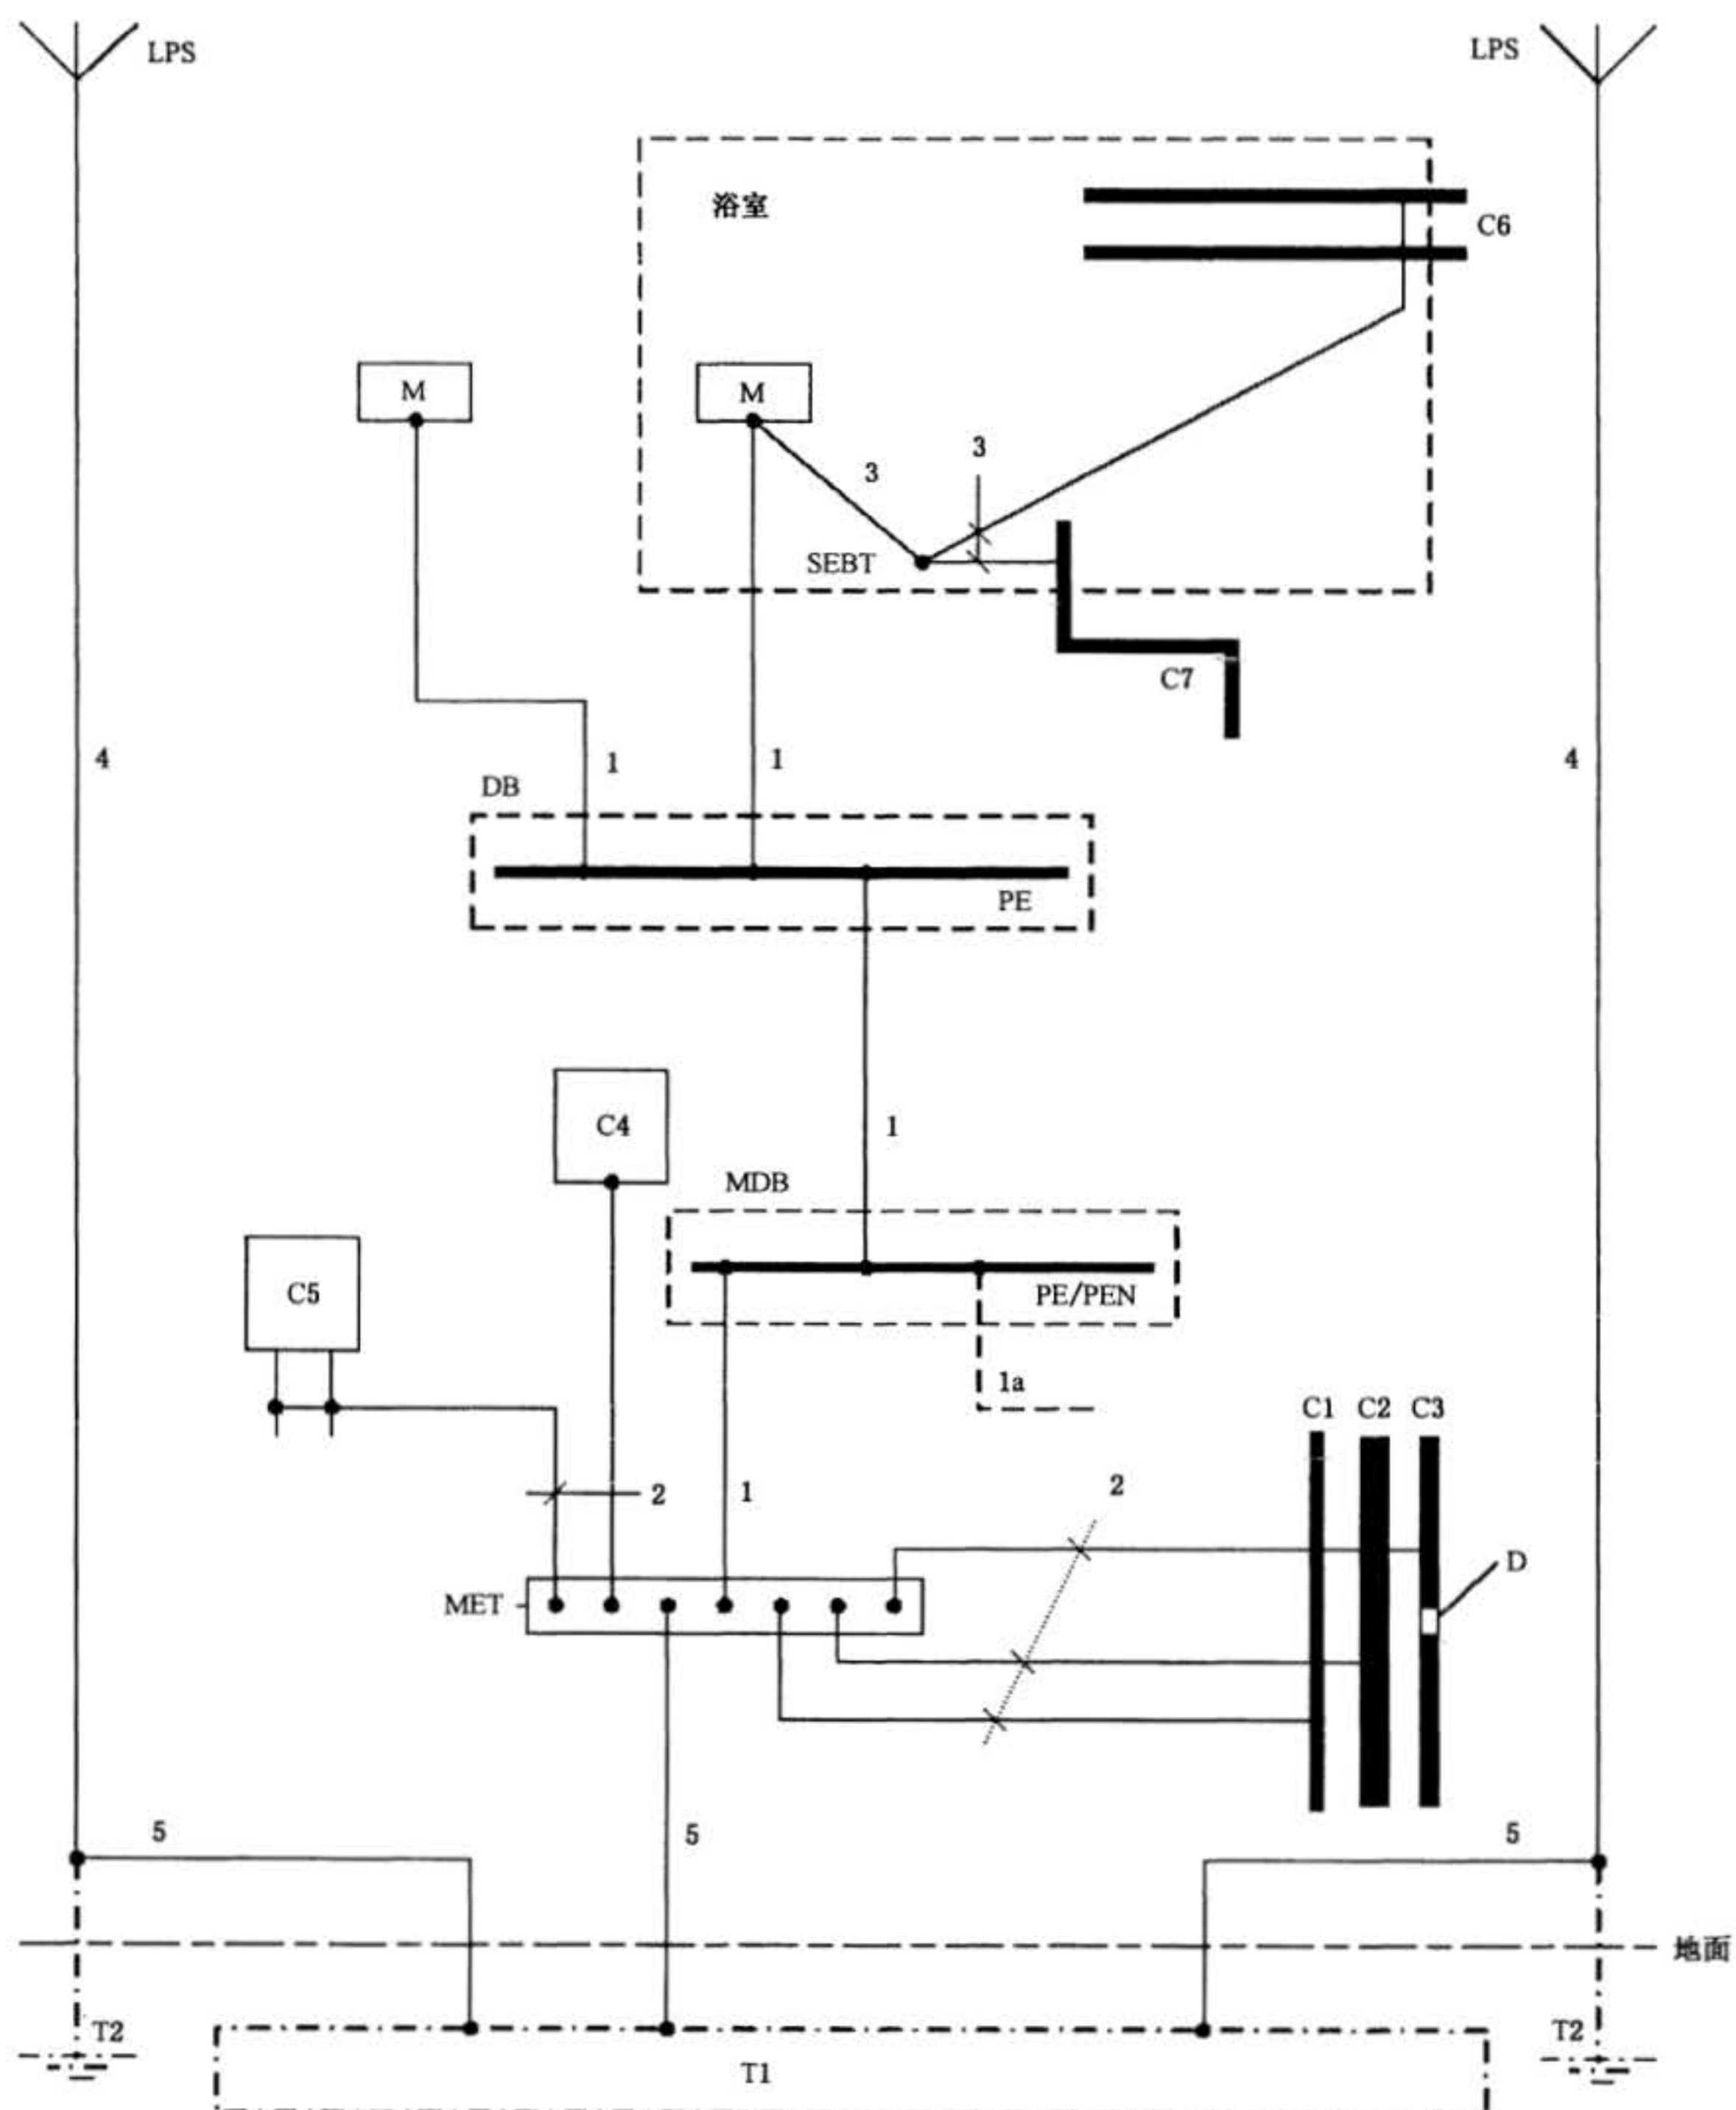 LPS LPS
浴室
C6
M M
3
3
SEBT
C7
4 1 1 4
DB
PE
C4 1
MDB
C5 PE/PEN
1a
C1 C2 C3
2 1 2
D
MET
5 5 5
地面
T2 T2
T1